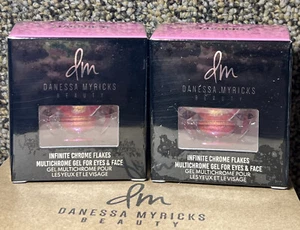 dm
DANESSA MYRICKS
BEAUTY
INFINITE CHROME FLAKES
MULTICHROME GEL FOR EYES & FACE
GEL MULTICHROME POUR
LES YEUX ET LE VISAGE
dm
DANESSA MYRICKS
BEAUTY
INFINITE CHROME FLAKES
MULTICHROME GEL FOR EYES & FACE
GEL MULTICHROME POUR
LES YEUX ET LE VISAGE
dm
DANESSA MYRICKS
BEAUTY